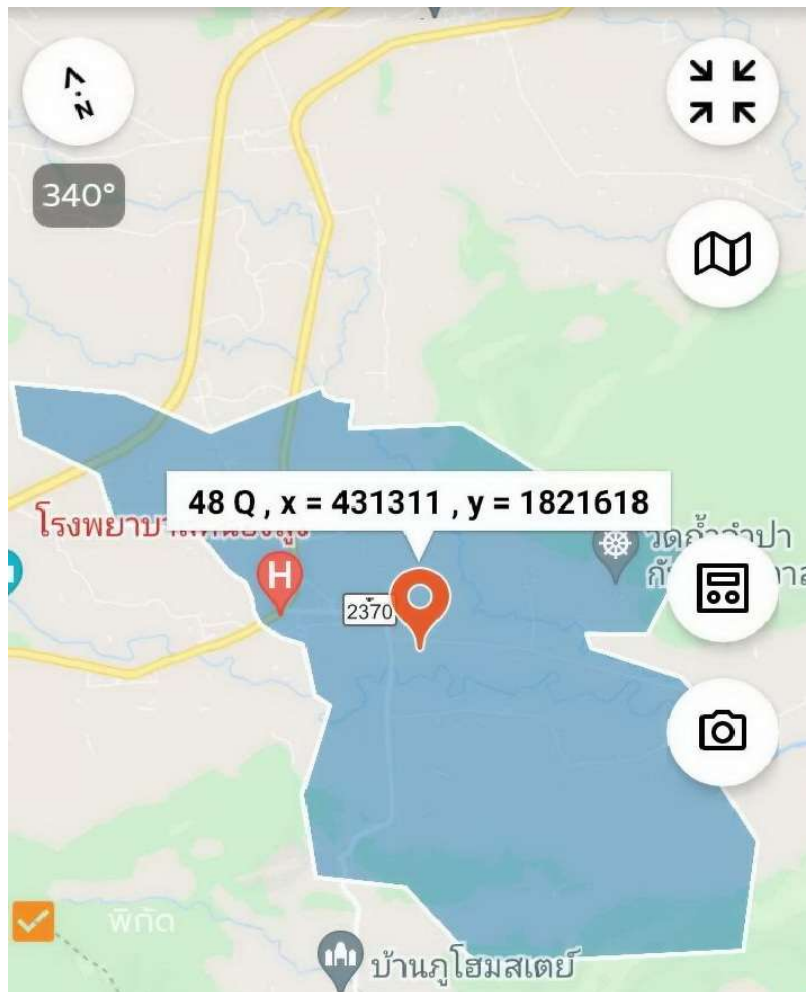 N
340°
48 Q , x = 431311 , y = 1821618
H
2370
พิกัด
บ้านภูโฮมสเตย์